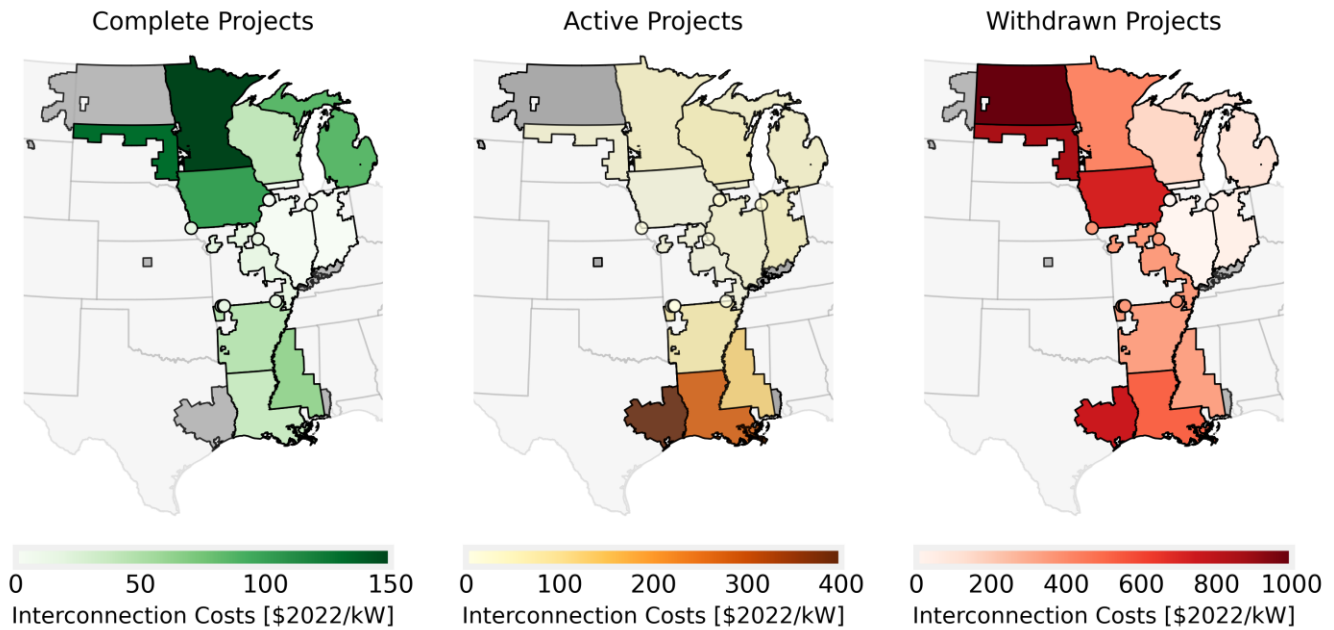 Complete Projects
Active Projects
Withdrawn Projects
0 50 100 150
Interconnection Costs [$2022/kW]
0 100 200 300 400
Interconnection Costs [$2022/kW]
0 200 400 600 800 1000
Interconnection Costs [$2022/kW]